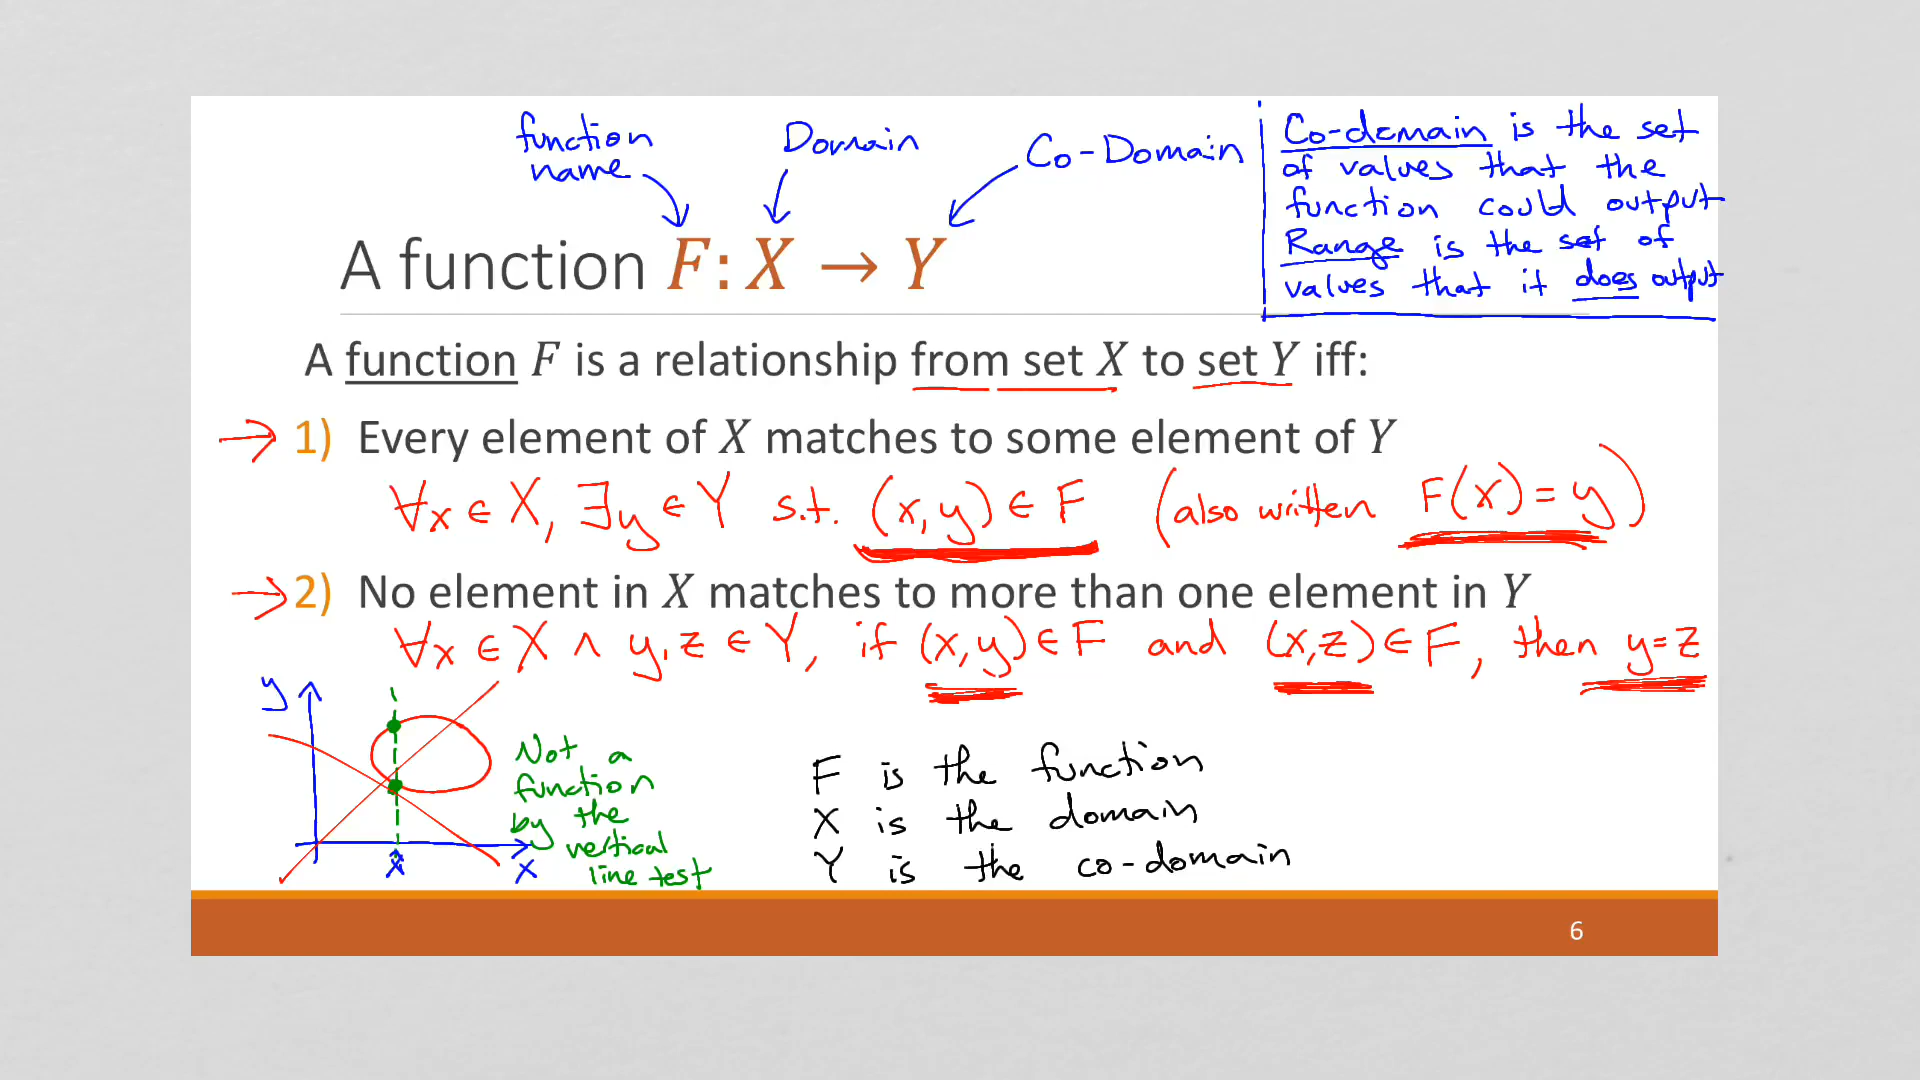 function
name
Domain
Co-Domain
Co-domain is the set
of values that the
function could output
Range is the set of
values that it does output
A function F: X → Y
A function F is a relationship from set X to set Y iff:
→ 1) Every element of X matches to some element of Y
∀x ∈ X, ∃y ∈ Y s.t. (x,y) ∈ F (also written F(x) = y)
→ 2) No element in X matches to more than one element in Y
∀x ∈ X ∧ y,z ∈ Y, if (x,y) ∈ F and (x,z) ∈ F, then y=z
y
x
x
Not a
function
by the
vertical
line test
F is the function
X is the domain
Y is the co-domain
6